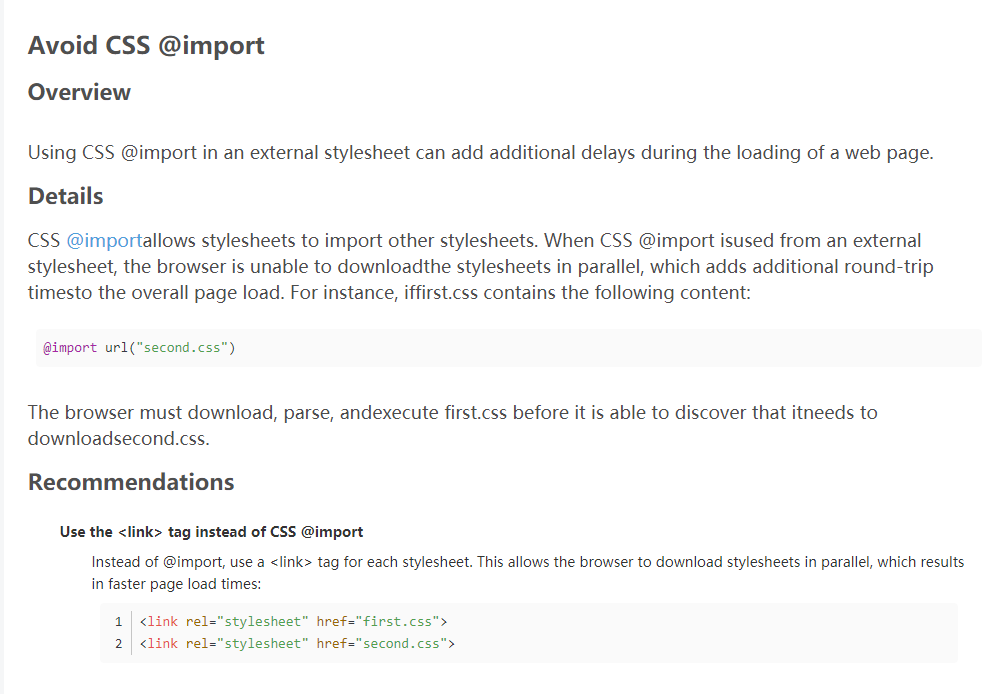 Avoid CSS @import
Overview
Using CSS @import in an external stylesheet can add additional delays during the loading of a web page.
Details
CSS @importallows stylesheets to import other stylesheets. When CSS @import isused from an external
stylesheet, the browser is unable to downloadthe stylesheets in parallel, which adds additional round-trip
timesto the overall page load. For instance, iffirst.css contains the following content:
@import url("second.css")
The browser must download, parse, andexecute first.css before it is able to discover that itneeds to
downloadsecond.css.
Recommendations
Use the <link> tag instead of CSS @import
Instead of @import, use a <link> tag for each stylesheet. This allows the browser to download stylesheets in parallel, which results
in faster page load times:
1 <link rel="stylesheet" href="first.css">
2 <link rel="stylesheet" href="second.css">